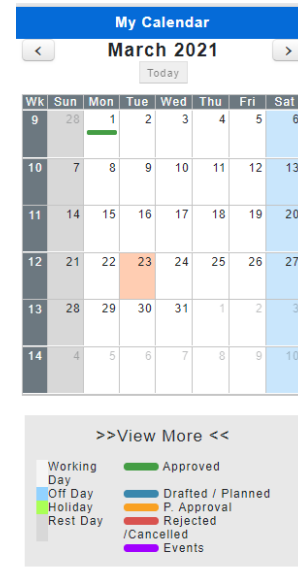 My Calendar
< March 2021 >
Today
Wk Sun Mon Tue Wed Thu Fri Sat
9 28 1 2 3 4 5 6
10 7 8 9 10 11 12 13
11 14 15 16 17 18 19 20
12 21 22 23 24 25 26 27
13 28 29 30 31 1 2 3
14 4 5 6 7 8 9 10
>>View More <<
Working Day
Off Day
Holiday
Rest Day
Approved
Drafted / Planned
P. Approval
Rejected
/Cancelled
Events